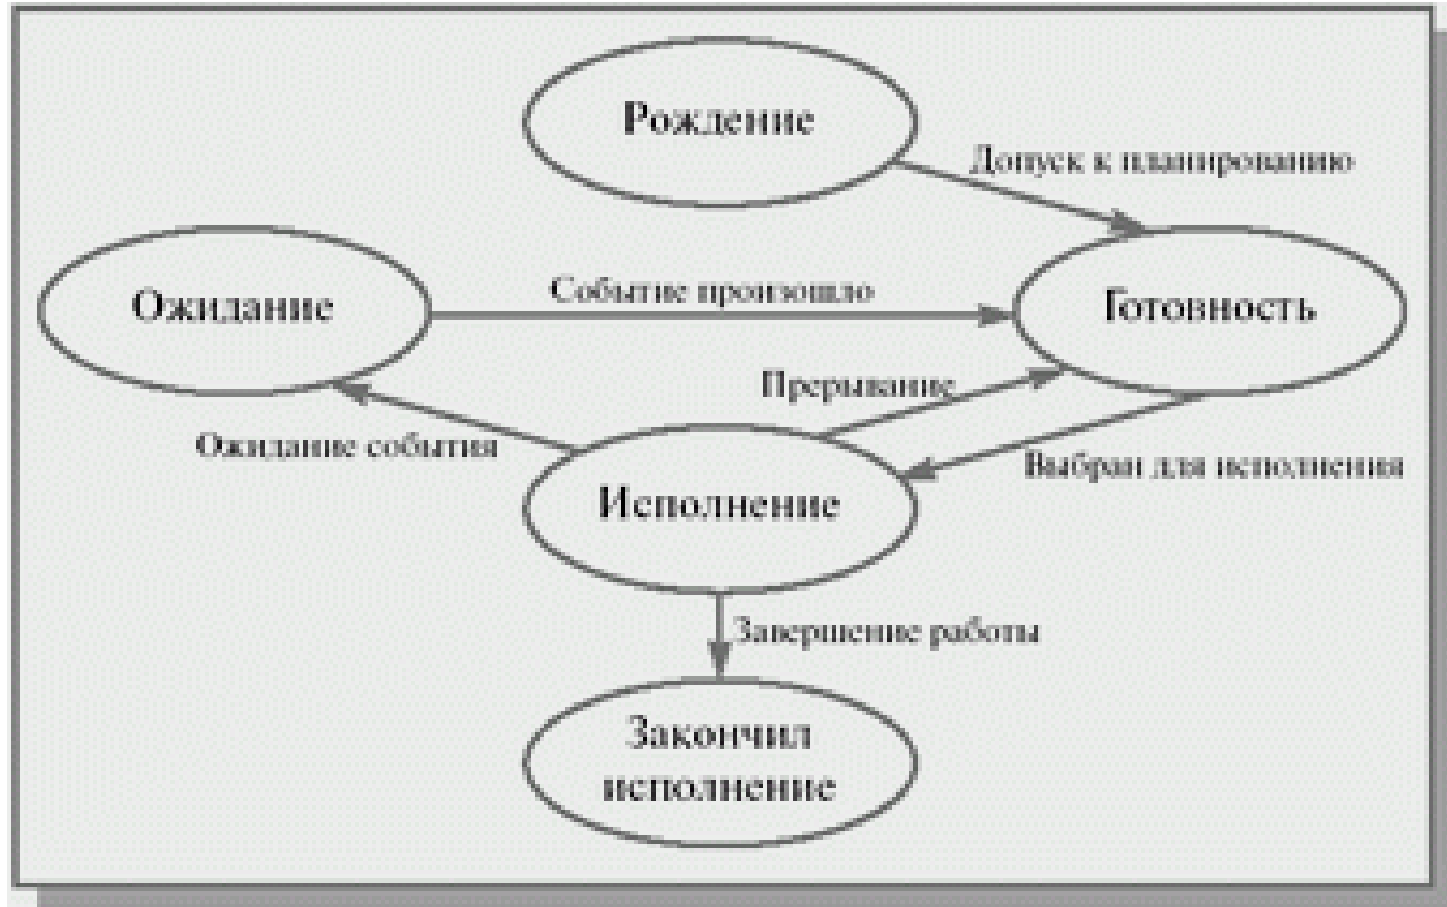 Рождение
Допуск к планированию
Ожидание
Событие произошло
Готовность
Прерывание
Ожидание события
Выбран для исполнения
Исполнение
Завершение работы
Закончил
исполнение